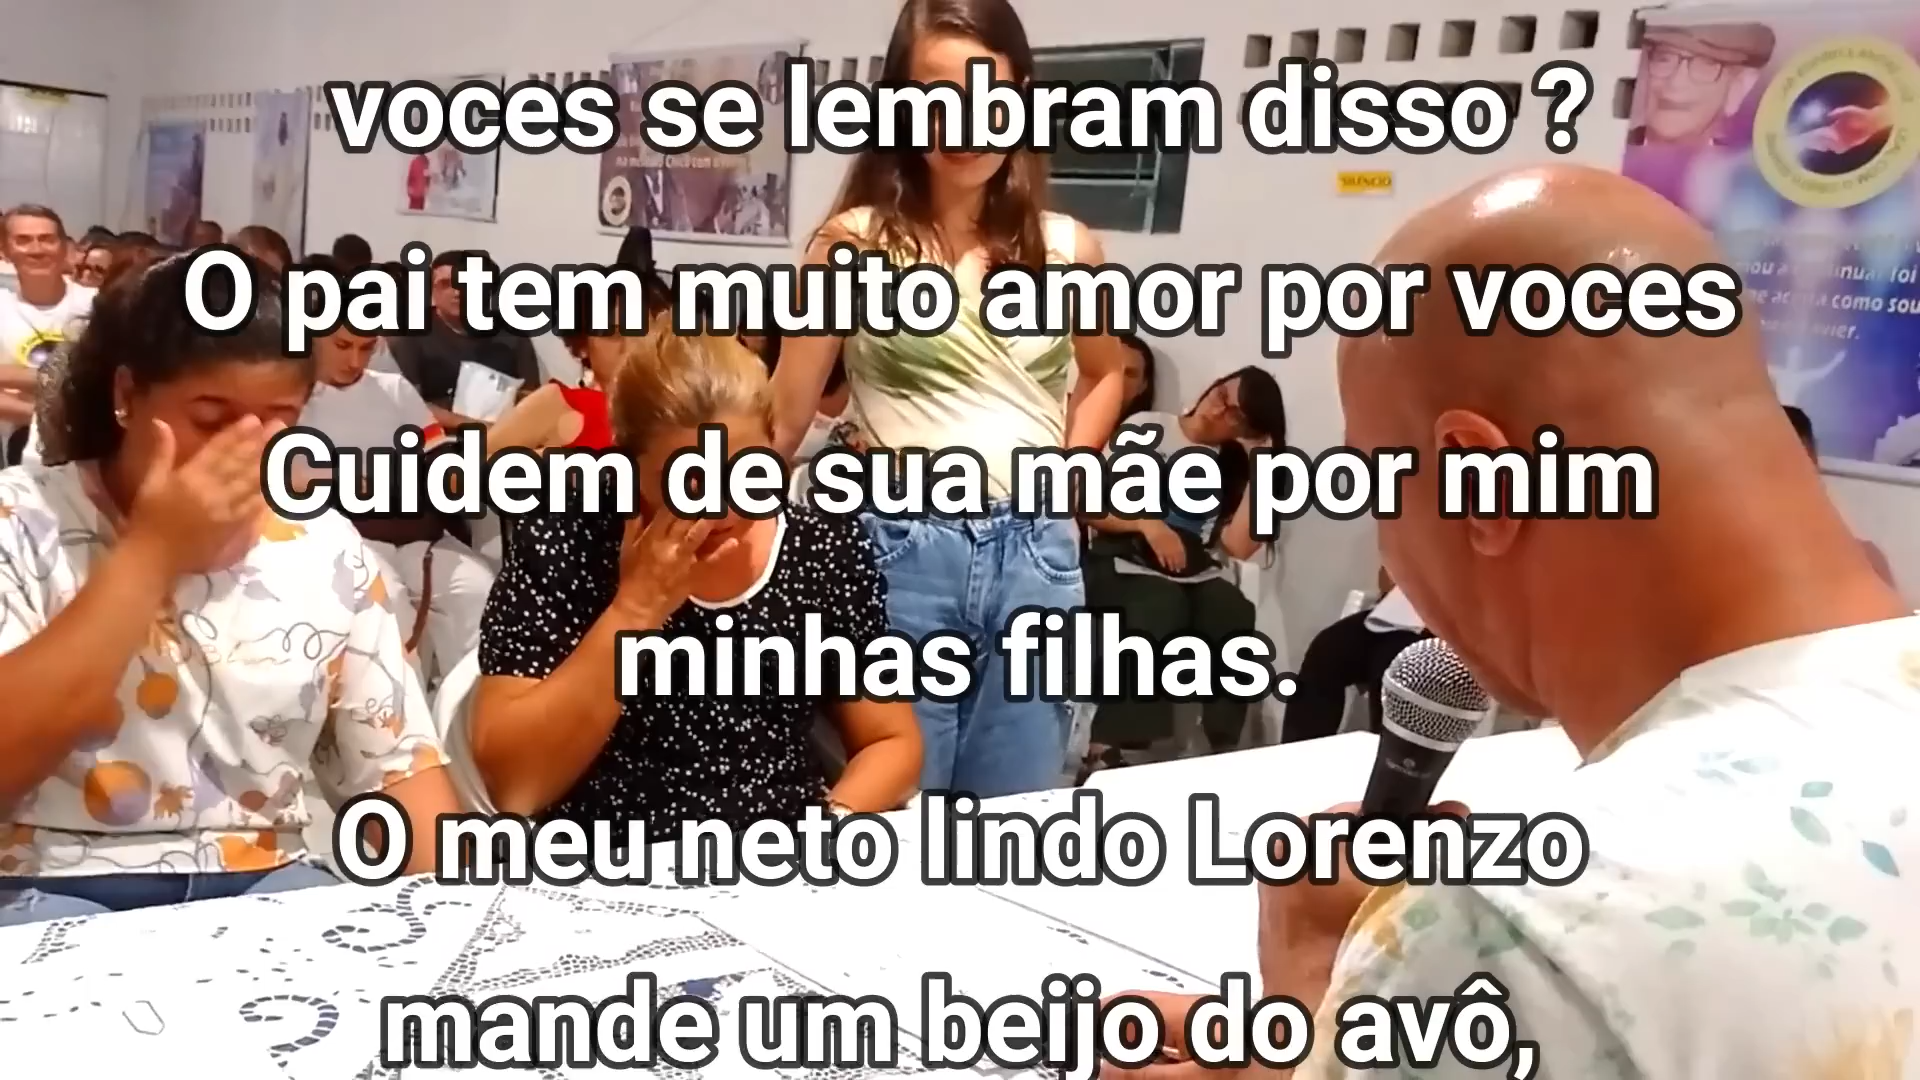 voces se lembram disso ?
O pai tem muito amor por voces
Cuidem de sua mãe por mim
minhas filhas.
O meu neto lindo Lorenzo
mande um beijo do avô,
SILÊNCIO